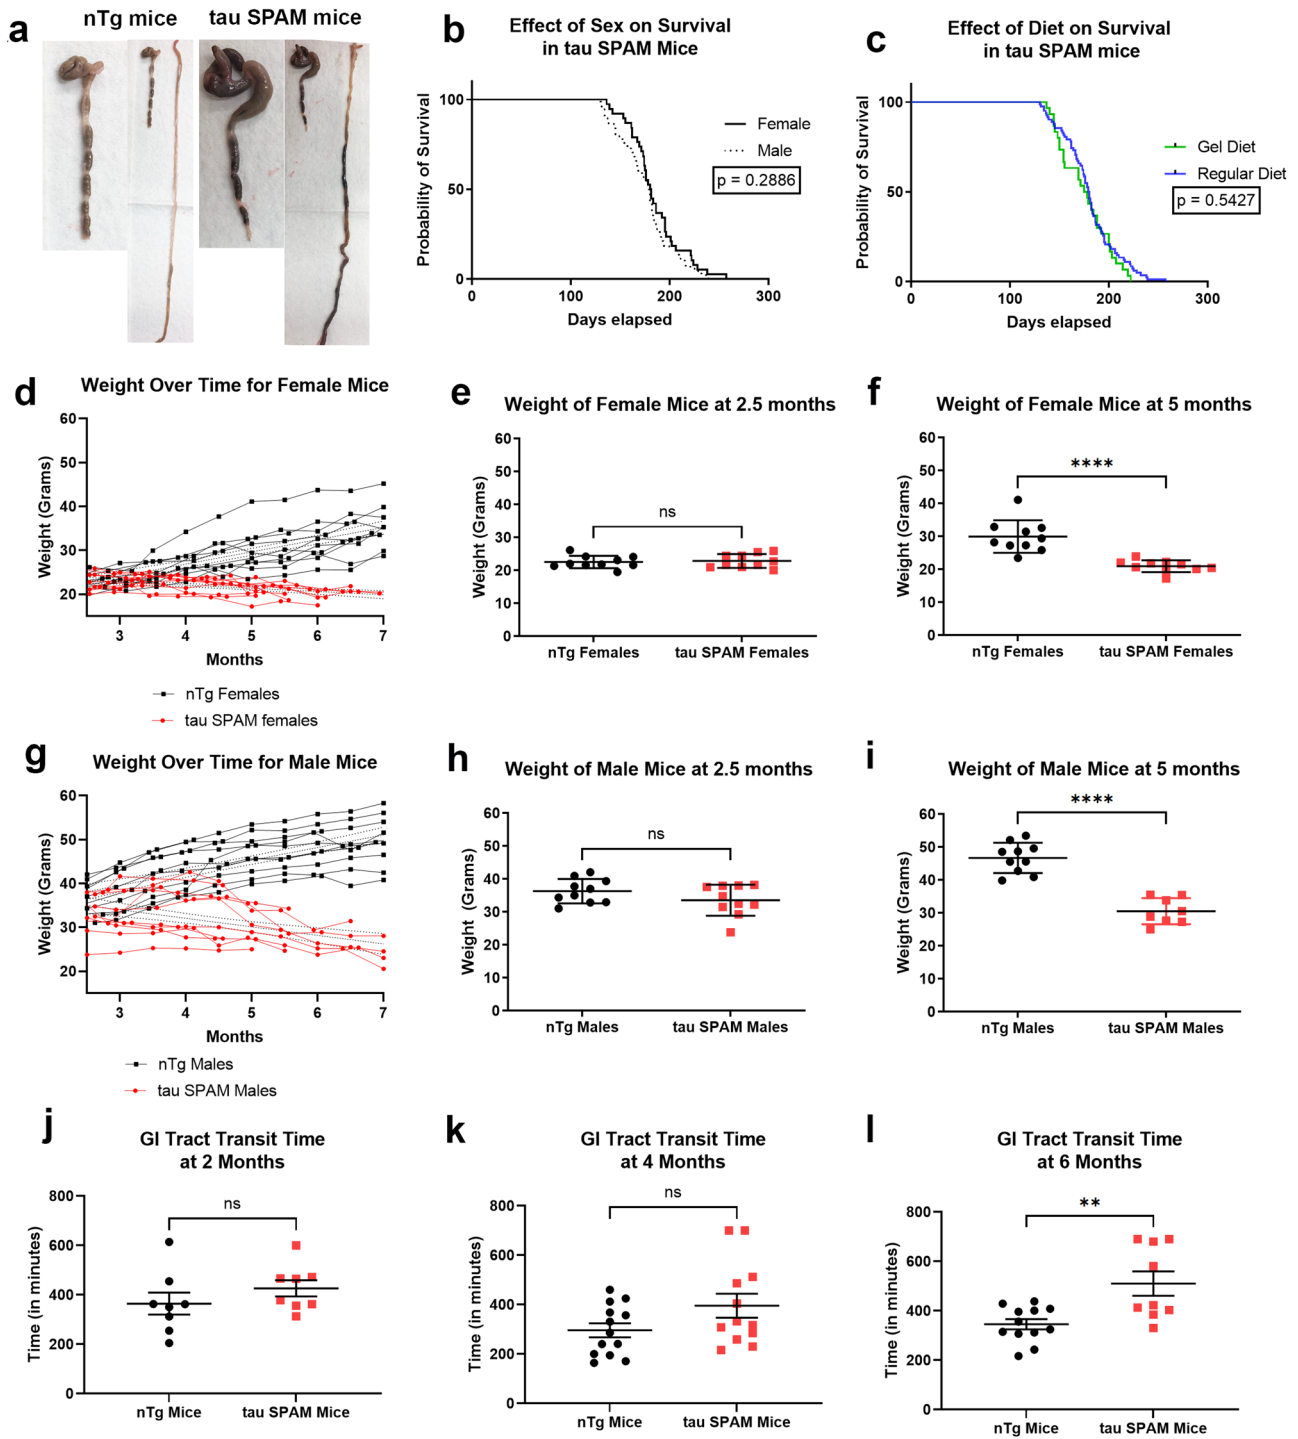 a
nTg mice
tau SPAM mice
b
Effect of Sex on Survival
in tau SPAM Mice
Probability of Survival
100
50
0
0
100
200
300
Days elapsed
Female
Male
p = 0.2886
c
Effect of Diet on Survival
in tau SPAM mice
Probability of Survival
100
50
0
0
100
200
300
Days elapsed
Gel Diet
Regular Diet
p = 0.5427
d
Weight Over Time for Female Mice
Weight (Grams)
60
50
40
30
20
3
4
5
6
7
Months
nTg Females
tau SPAM females
e
Weight of Female Mice at 2.5 months
Weight (Grams)
60
50
40
30
20
10
0
ns
nTg Females
tau SPAM Females
f
Weight of Female Mice at 5 months
Weight (Grams)
60
50
40
30
20
10
0
****
nTg Females
tau SPAM Females
g
Weight Over Time for Male Mice
Weight (Grams)
60
50
40
30
20
3
4
5
6
7
Months
nTg Males
tau SPAM Males
h
Weight of Male Mice at 2.5 months
Weight (Grams)
60
50
40
30
20
10
0
ns
nTg Males
tau SPAM Males
i
Weight of Male Mice at 5 months
Weight (Grams)
60
50
40
30
20
10
0
****
nTg Males
tau SPAM Males
j
GI Tract Transit Time
at 2 Months
Time (in minutes)
800
600
400
200
0
ns
nTg Mice
tau SPAM Mice
k
GI Tract Transit Time
at 4 Months
Time (in minutes)
800
600
400
200
0
ns
nTg Mice
tau SPAM Mice
l
GI Tract Transit Time
at 6 Months
Time (in minutes)
800
600
400
200
0
**
nTg Mice
tau SPAM Mice